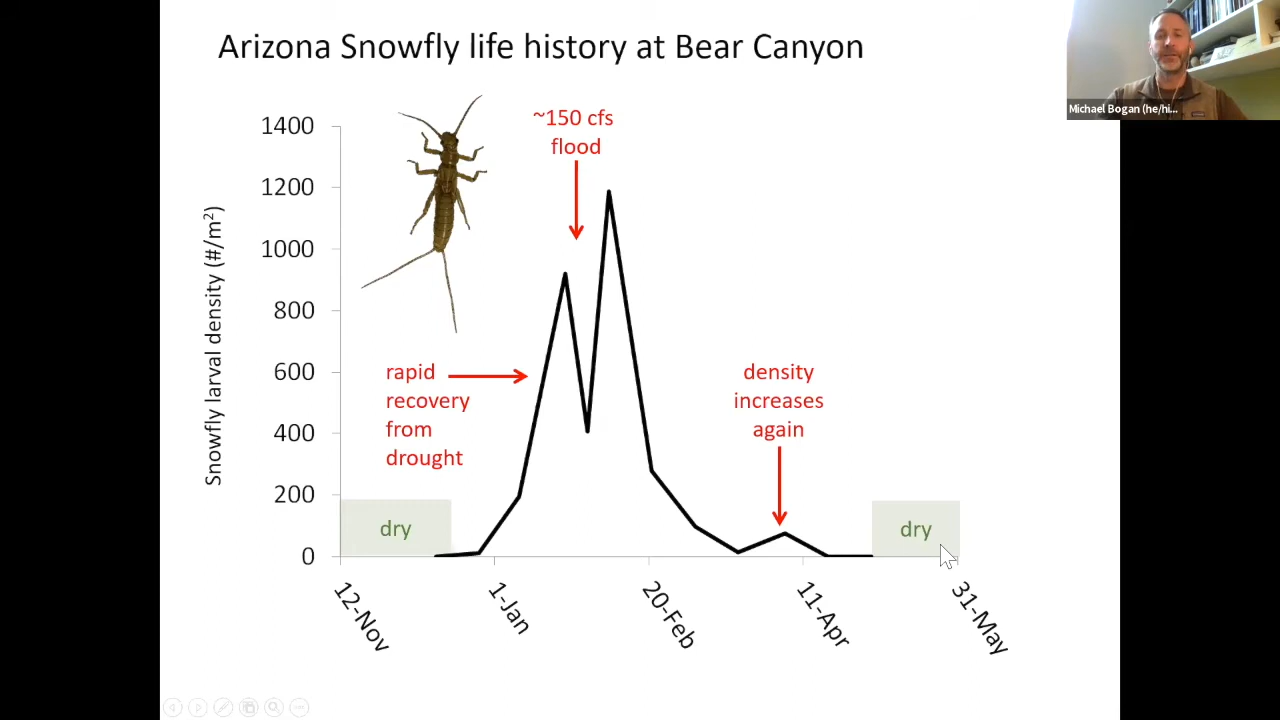 Arizona Snowfly life history at Bear Canyon
Michael Bogan (he/hi...
~150 cfs
flood
1400
1200
1000
800
600
400
200
0
Snowfly larval density (#/m²)
rapid
recovery
from
drought
density
increases
again
dry
dry
12-Nov
1-Jan
20-Feb
11-Apr
31-May